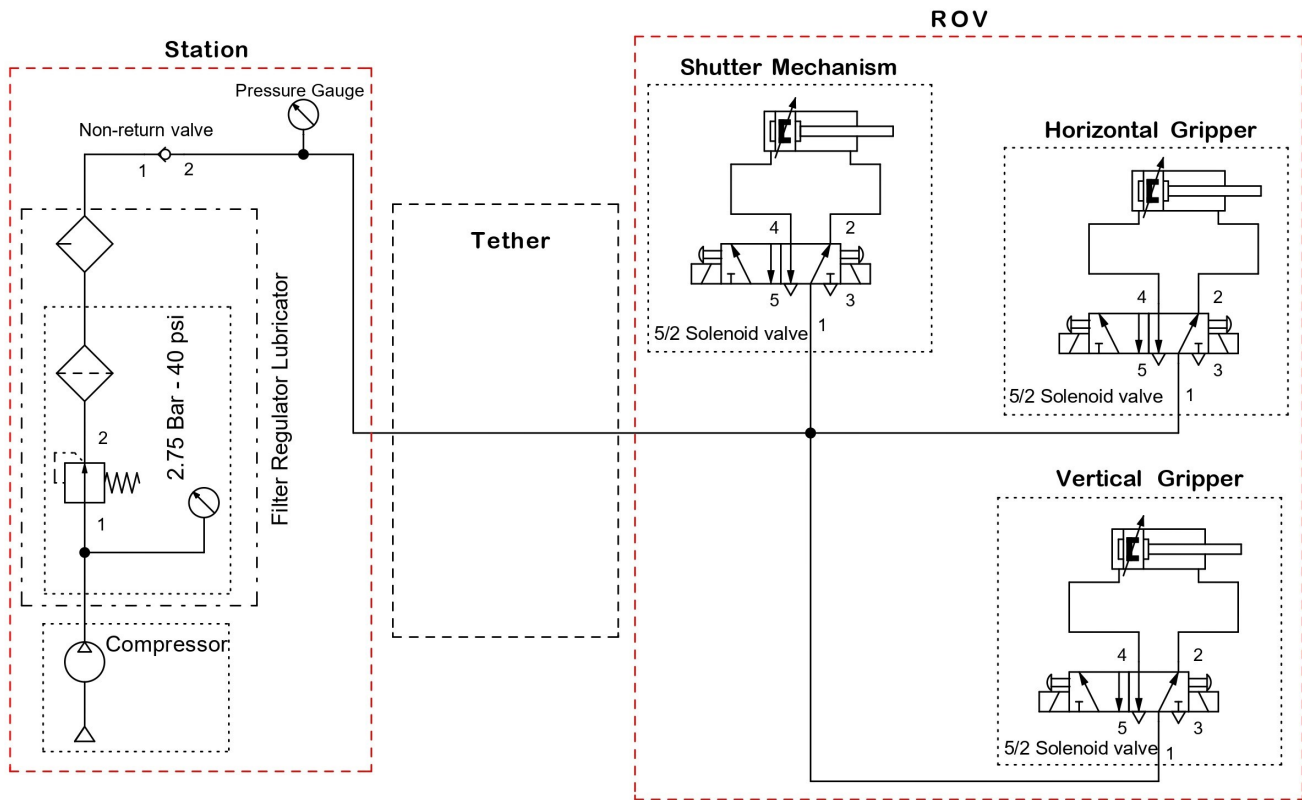 ROV
Station
Shutter Mechanism
Pressure Gauge
Non-return valve
1
2
Horizontal Gripper
Tether
4
2
5
3
1
5/2 Solenoid valve
4
2
5
3
1
5/2 Solenoid valve
Filter Regulator Lubricator
2.75 Bar - 40 psi
2
1
Vertical Gripper
Compressor
4
2
5
3
1
5/2 Solenoid valve